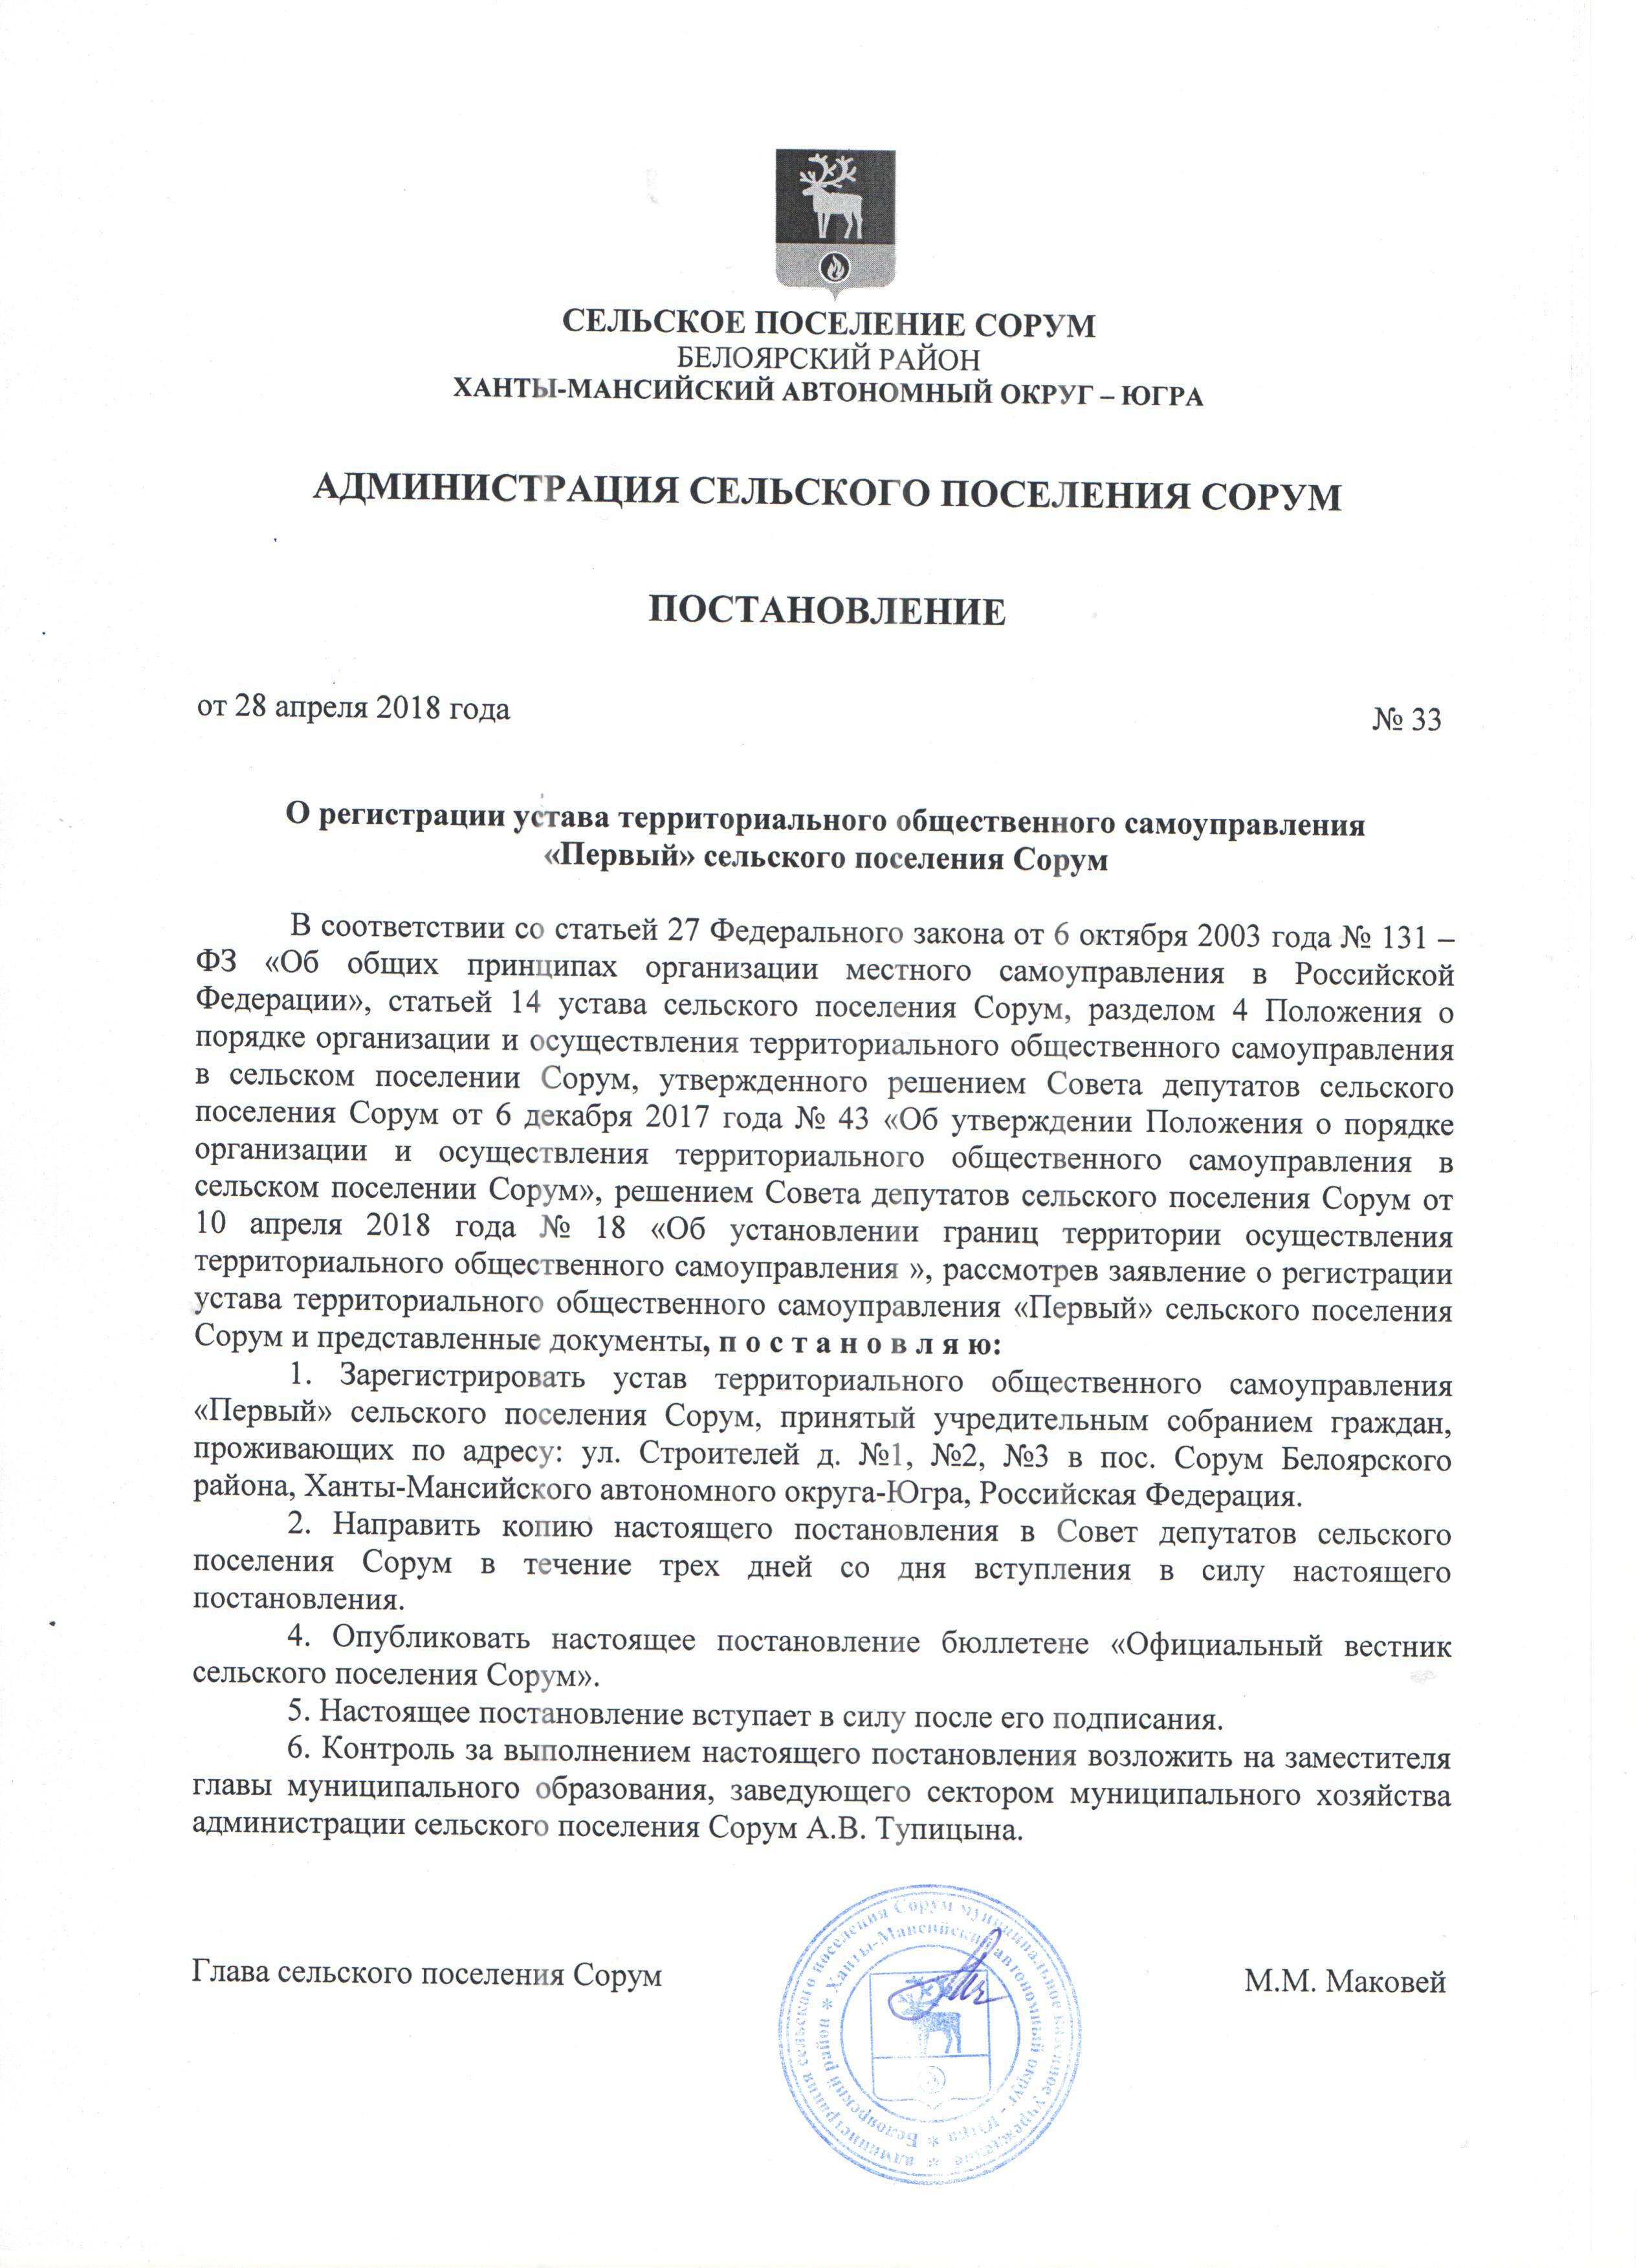 СЕЛЬСКОЕ ПОСЕЛЕНИЕ СОРУМ
БЕЛОЯРСКИЙ РАЙОН
ХАНТЫ-МАНСИЙСКИЙ АВТОНОМНЫЙ ОКРУГ – ЮГРА
АДМИНИСТРАЦИЯ СЕЛЬСКОГО ПОСЕЛЕНИЯ СОРУМ
ПОСТАНОВЛЕНИЕ
от 28 апреля 2018 года № 33
О регистрации устава территориального общественного самоуправления
«Первый» сельского поселения Сорум
В соответствии со статьей 27 Федерального закона от 6 октября 2003 года № 131 –
ФЗ «Об общих принципах организации местного самоуправления в Российской
Федерации», статьей 14 устава сельского поселения Сорум, разделом 4 Положения о
порядке организации и осуществления территориального общественного самоуправления
в сельском поселении Сорум, утвержденного решением Совета депутатов сельского
поселения Сорум от 6 декабря 2017 года № 43 «Об утверждении Положения о порядке
организации и осуществления территориального общественного самоуправления в
сельском поселении Сорум», решением Совета депутатов сельского поселения Сорум от
10 апреля 2018 года № 18 «Об установлении границ территории осуществления
территориального общественного самоуправления », рассмотрев заявление о регистрации
устава территориального общественного самоуправления «Первый» сельского поселения
Сорум и представленные документы, п о с т а н о в л я ю:
1. Зарегистрировать устав территориального общественного самоуправления
«Первый» сельского поселения Сорум, принятый учредительным собранием граждан,
проживающих по адресу: ул. Строителей д. №1, №2, №3 в пос. Сорум Белоярского
района, Ханты-Мансийского автономного округа-Югра, Российская Федерация.
2. Направить копию настоящего постановления в Совет депутатов сельского
поселения Сорум в течение трех дней со дня вступления в силу настоящего
постановления.
4. Опубликовать настоящее постановление бюллетене «Официальный вестник
сельского поселения Сорум».
5. Настоящее постановление вступает в силу после его подписания.
6. Контроль за выполнением настоящего постановления возложить на заместителя
главы муниципального образования, заведующего сектором муниципального хозяйства
администрации сельского поселения Сорум А.В. Тупицына.
Глава сельского поселения Сорум М.М. Маковей
администрация сельского поселения Сорум муниципальное казенное учреждение *
Белоярский район * Ханты-Мансийский автономный округ - Югра *